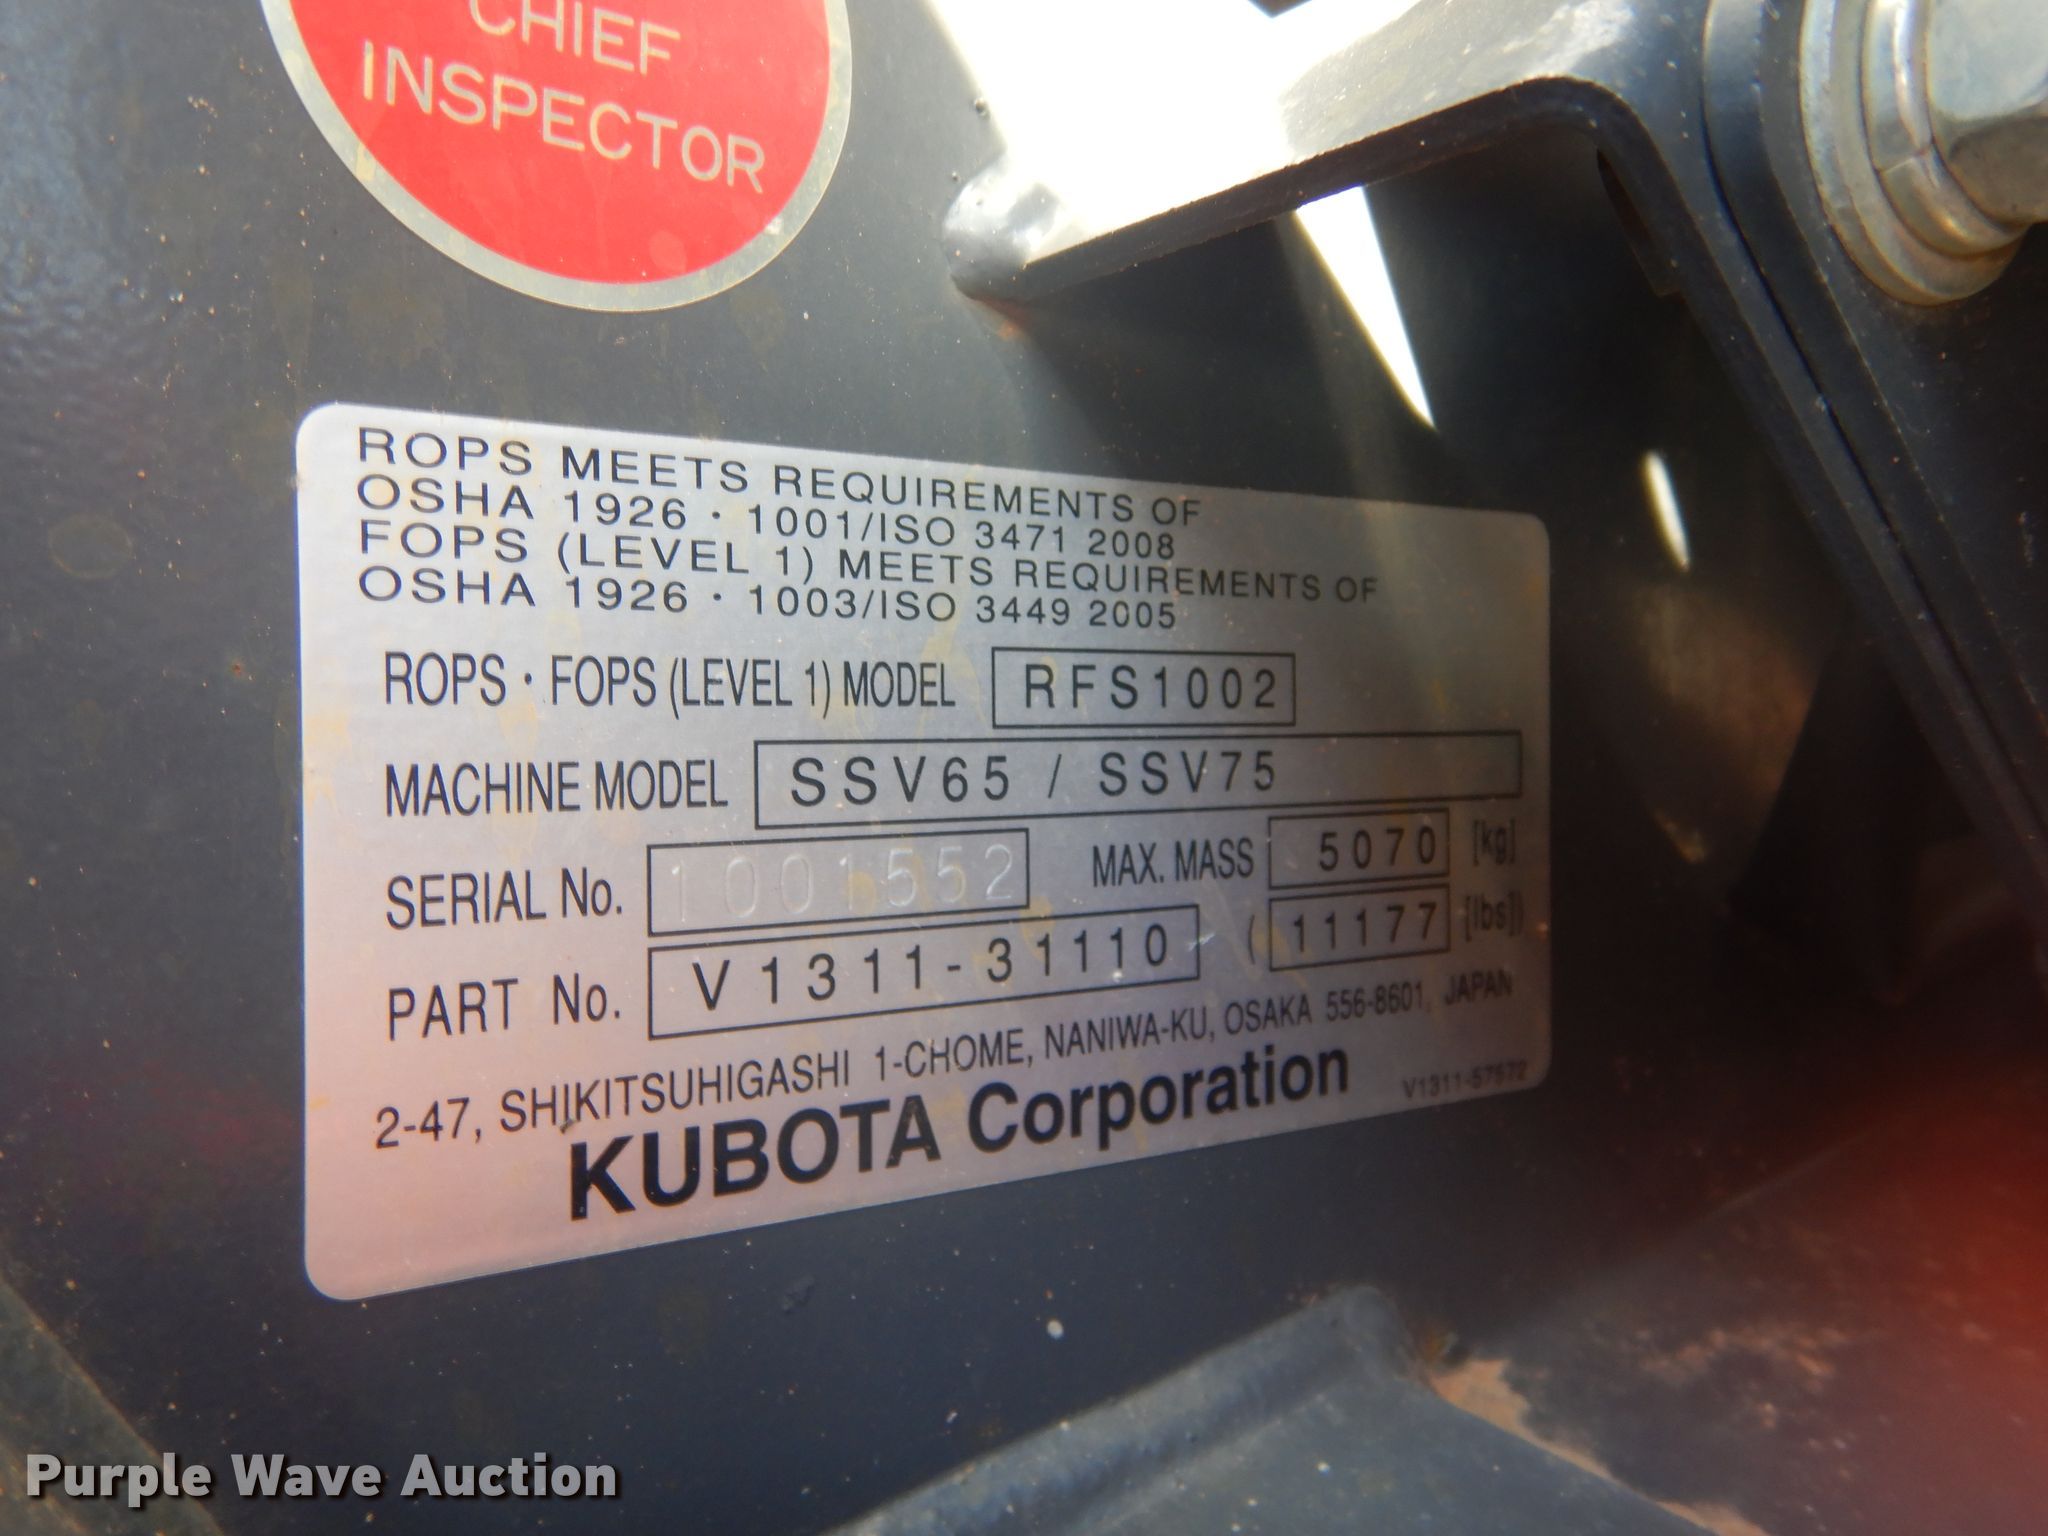 CHIEF
INSPECTOR
ROPS MEETS REQUIREMENTS OF
OSHA 1926・1001/ISO 3471 2008
FOPS (LEVEL 1) MEETS REQUIREMENTS OF
OSHA 1926・1003/ISO 3449 2005
ROPS・FOPS (LEVEL 1) MODEL RFS1002
MACHINE MODEL SSV65 / SSV75
SERIAL No. 1001552 MAX. MASS 5070 [kg]
PART No. V1311-31110 (11177 [lbs])
2-47, SHIKITSUHIGASHI 1-CHOME, NANIWA-KU, OSAKA 556-8601, JAPAN
KUBOTA Corporation
Purple Wave Auction